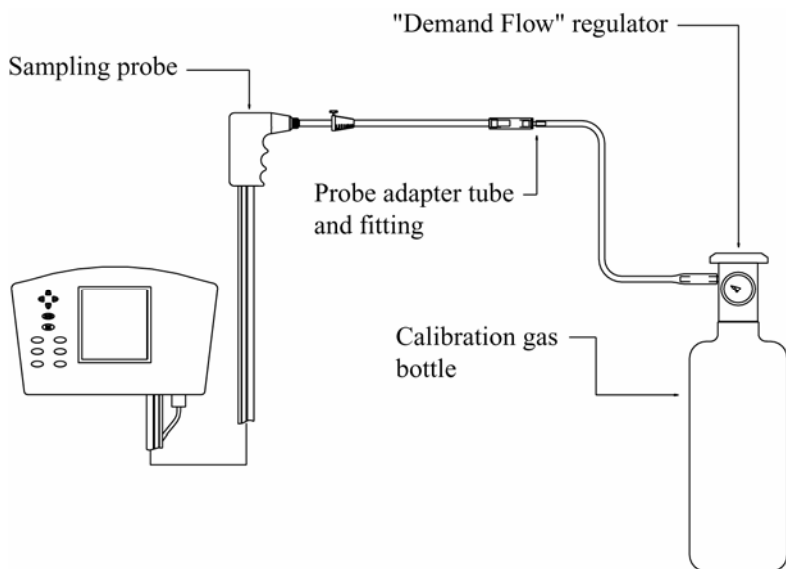 "Demand Flow" regulator
Sampling probe
Probe adapter tube
and fitting
Calibration gas
bottle